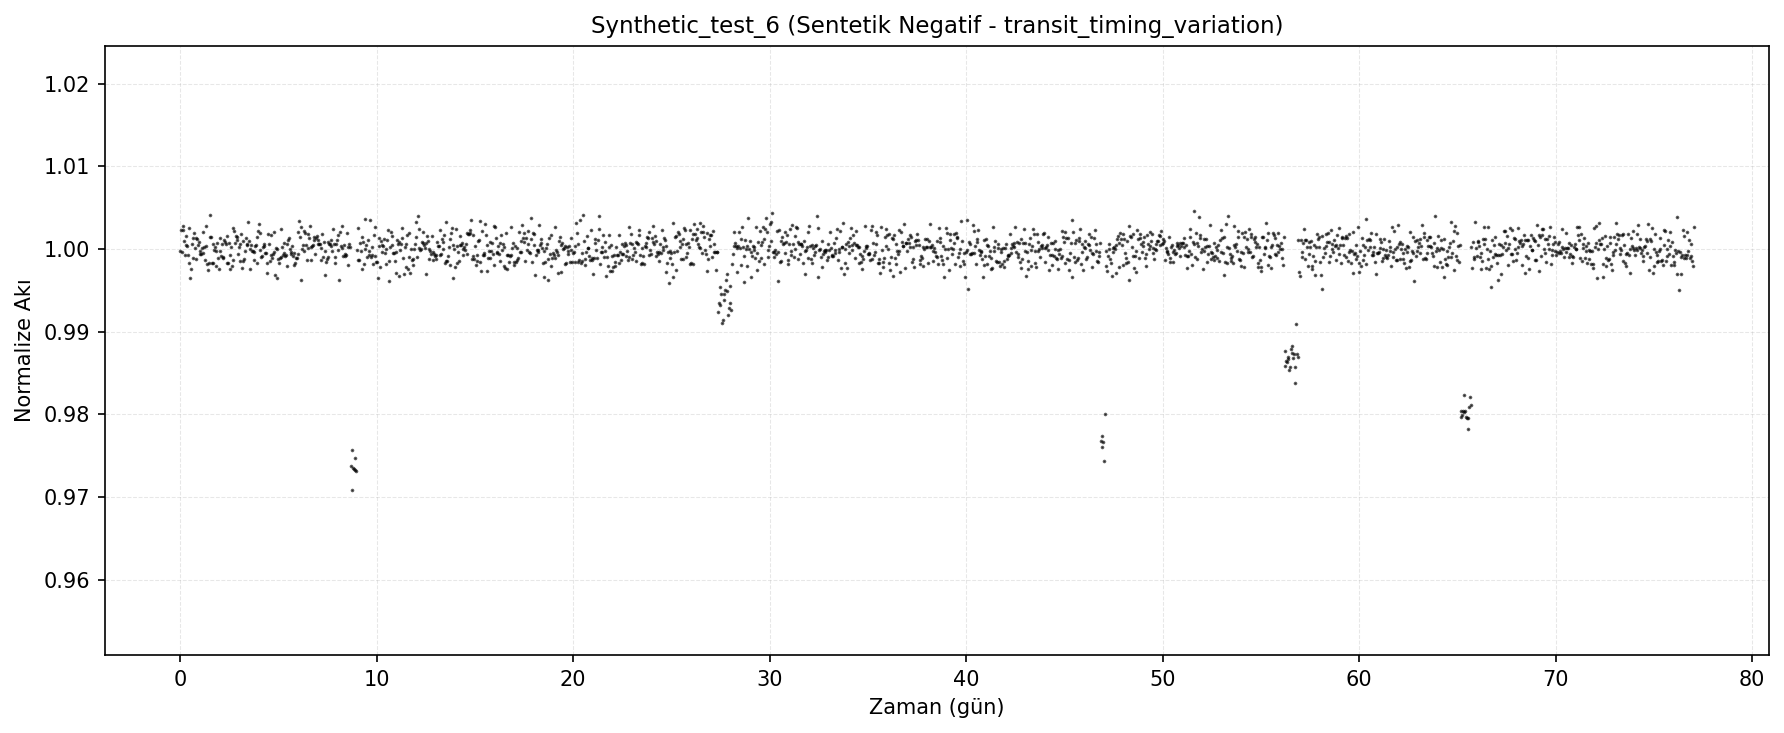 Synthetic_test_6 (Sentetik Negatif - transit_timing_variation)
Normalize Akı
1.02
1.01
1.00
0.99
0.98
0.97
0.96
0 10 20 30 40 50 60 70 80
Zaman (gün)